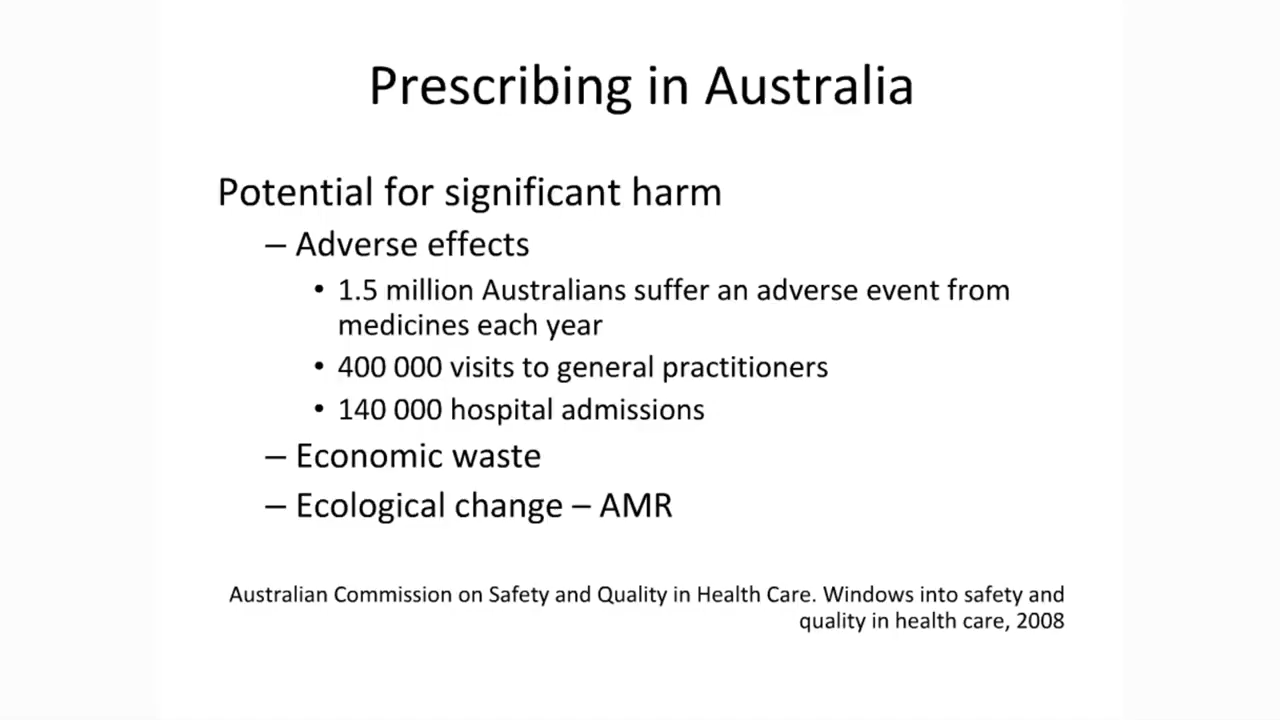 Prescribing in Australia
Potential for significant harm
– Adverse effects
• 1.5 million Australians suffer an adverse event from
medicines each year
• 400 000 visits to general practitioners
• 140 000 hospital admissions
– Economic waste
– Ecological change – AMR
Australian Commission on Safety and Quality in Health Care. Windows into safety and
quality in health care, 2008